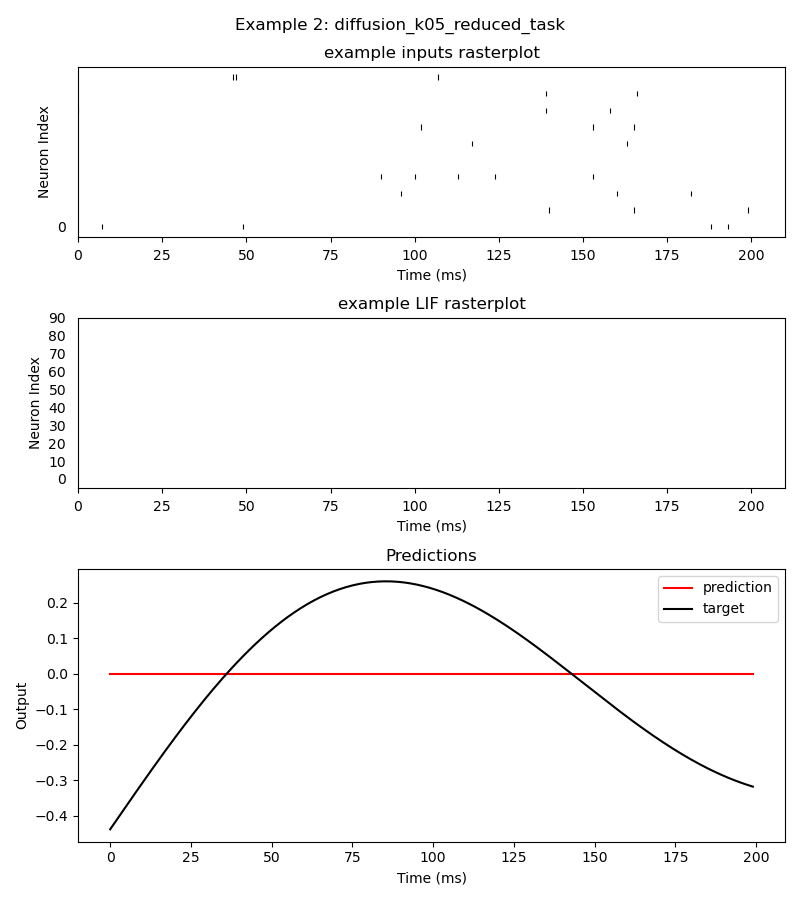 Example 2: diffusion_k05_reduced_task
example inputs rasterplot
Neuron Index
0
0 25 50 75 100 125 150 175 200
Time (ms)
example LIF rasterplot
Neuron Index
90
80
70
60
50
40
30
20
10
0
0 25 50 75 100 125 150 175 200
Time (ms)
Predictions
prediction
target
Output
0.2
0.1
0.0
−0.1
−0.2
−0.3
−0.4
0 25 50 75 100 125 150 175 200
Time (ms)